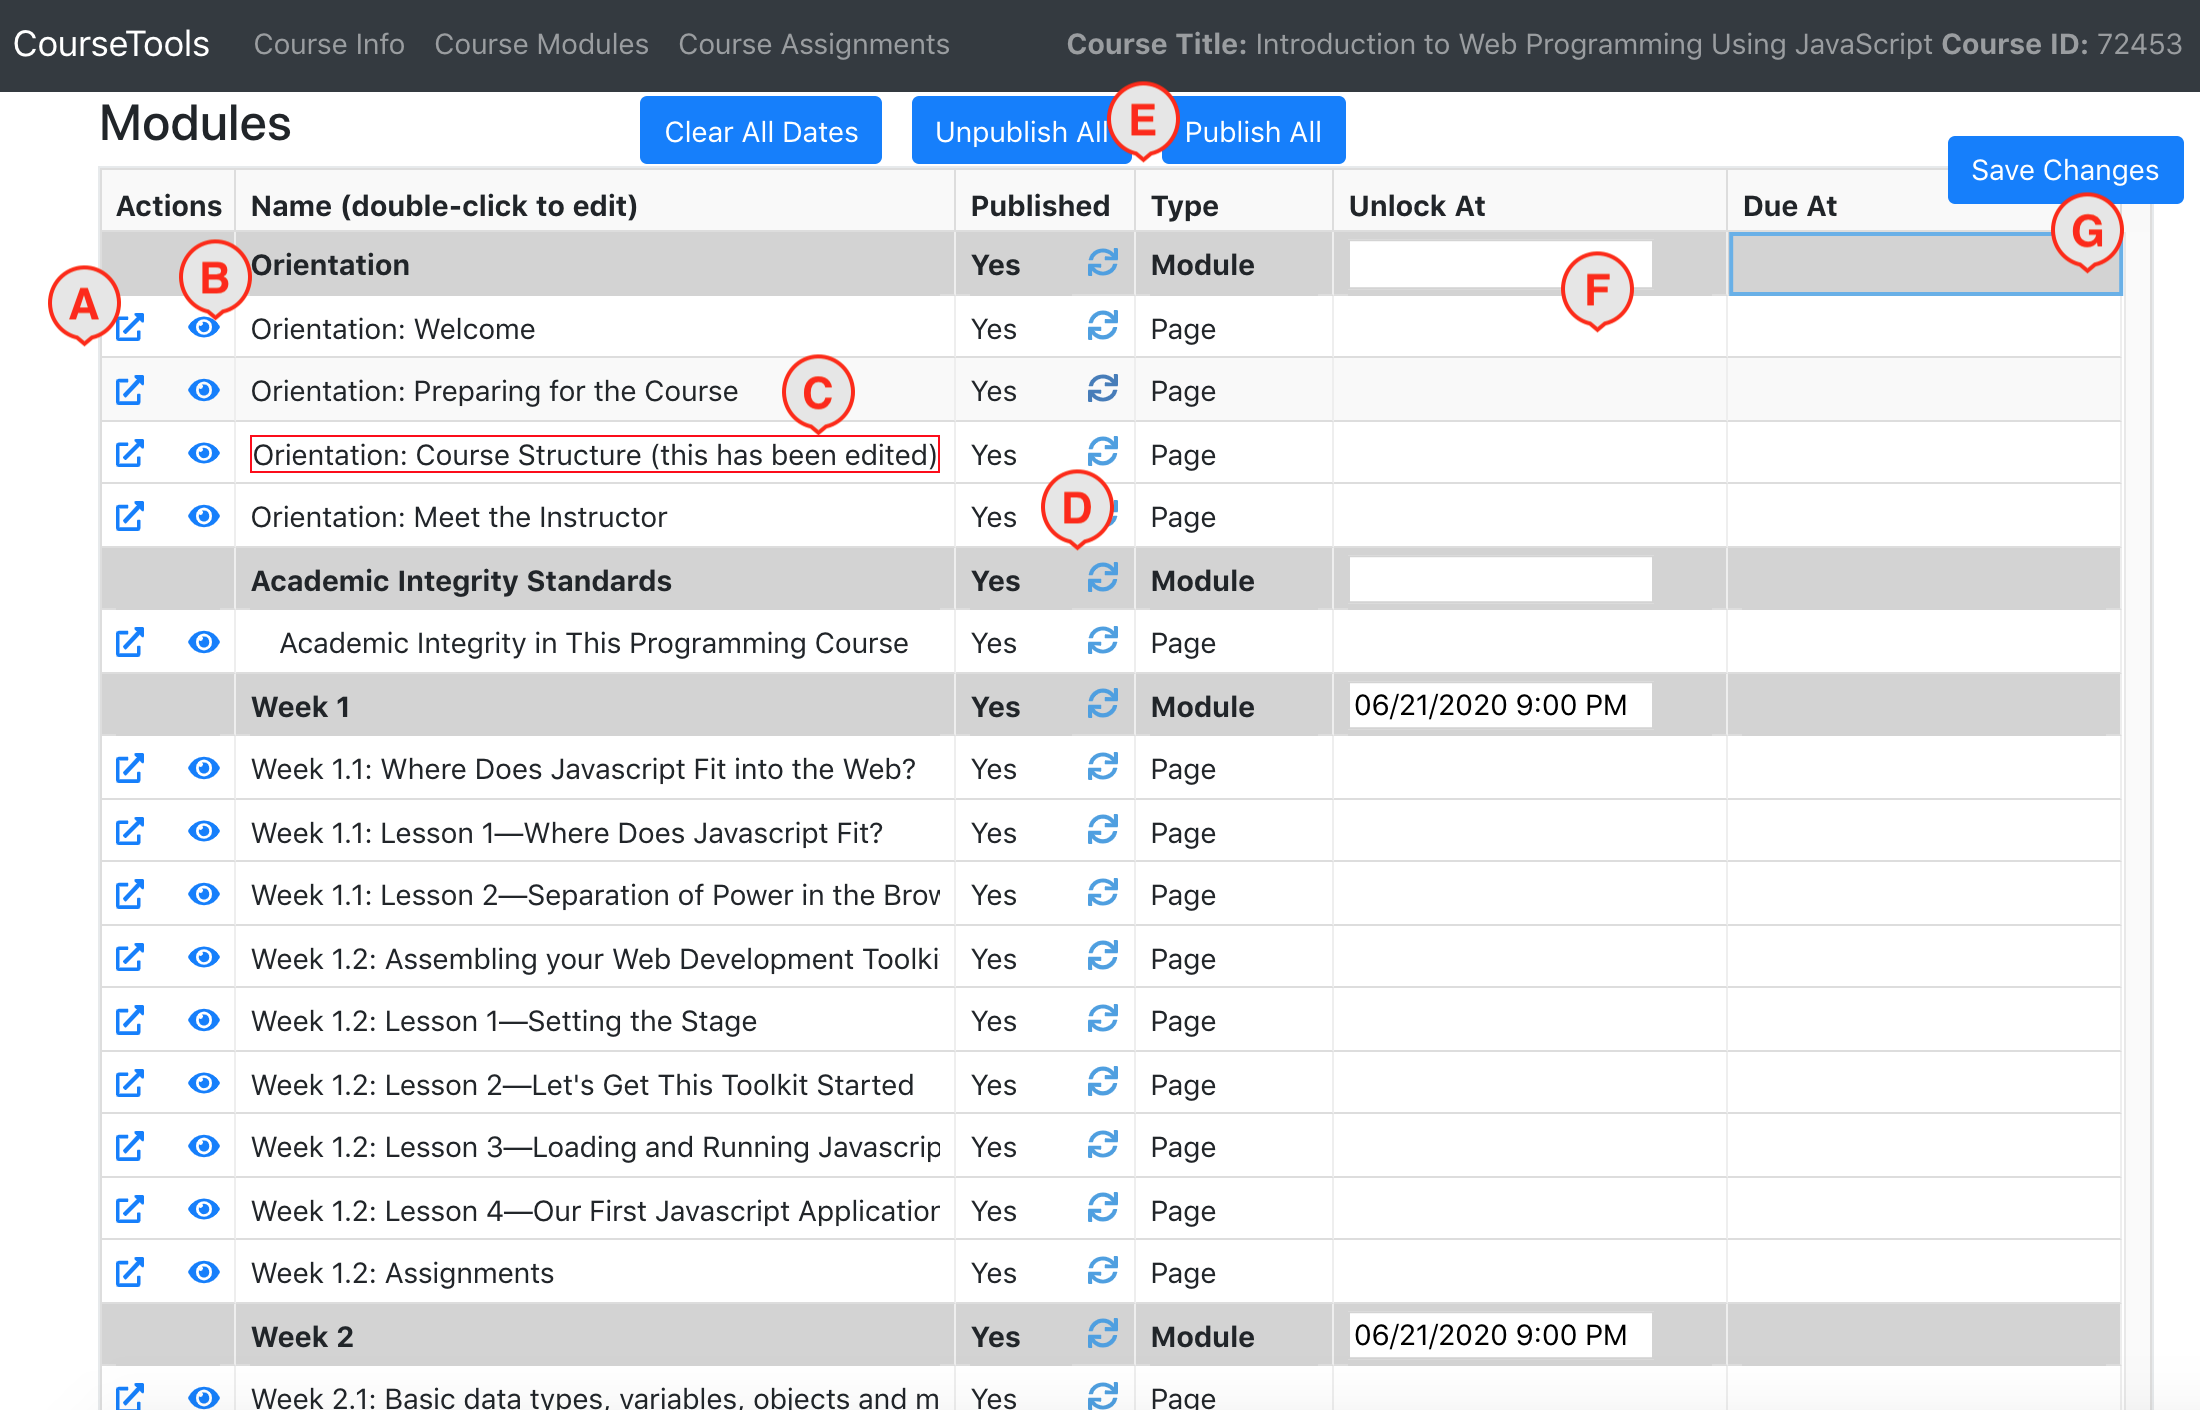 CourseTools Course Info Course Modules Course Assignments Course Title: Introduction to Web Programming Using JavaScript Course ID: 72453
Modules Clear All Dates Unpublish All E Publish All
Save Changes
Actions Name (double-click to edit) Published Type Unlock At Due At
G
B Orientation Yes Module
A F
Orientation: Welcome Yes Page
Orientation: Preparing for the Course C Yes Page
Orientation: Course Structure (this has been edited) Yes Page
Orientation: Meet the Instructor Yes D Page
Academic Integrity Standards Yes Module
Academic Integrity in This Programming Course Yes Page
Week 1 Yes Module 06/21/2020 9:00 PM
Week 1.1: Where Does Javascript Fit into the Web? Yes Page
Week 1.1: Lesson 1—Where Does Javascript Fit? Yes Page
Week 1.1: Lesson 2—Separation of Power in the Brow Yes Page
Week 1.2: Assembling your Web Development Toolki Yes Page
Week 1.2: Lesson 1—Setting the Stage Yes Page
Week 1.2: Lesson 2—Let's Get This Toolkit Started Yes Page
Week 1.2: Lesson 3—Loading and Running Javascrip Yes Page
Week 1.2: Lesson 4—Our First Javascript Application Yes Page
Week 1.2: Assignments Yes Page
Week 2 Yes Module 06/21/2020 9:00 PM
Week 2.1: Basic data types, variables, objects and m Yes Page